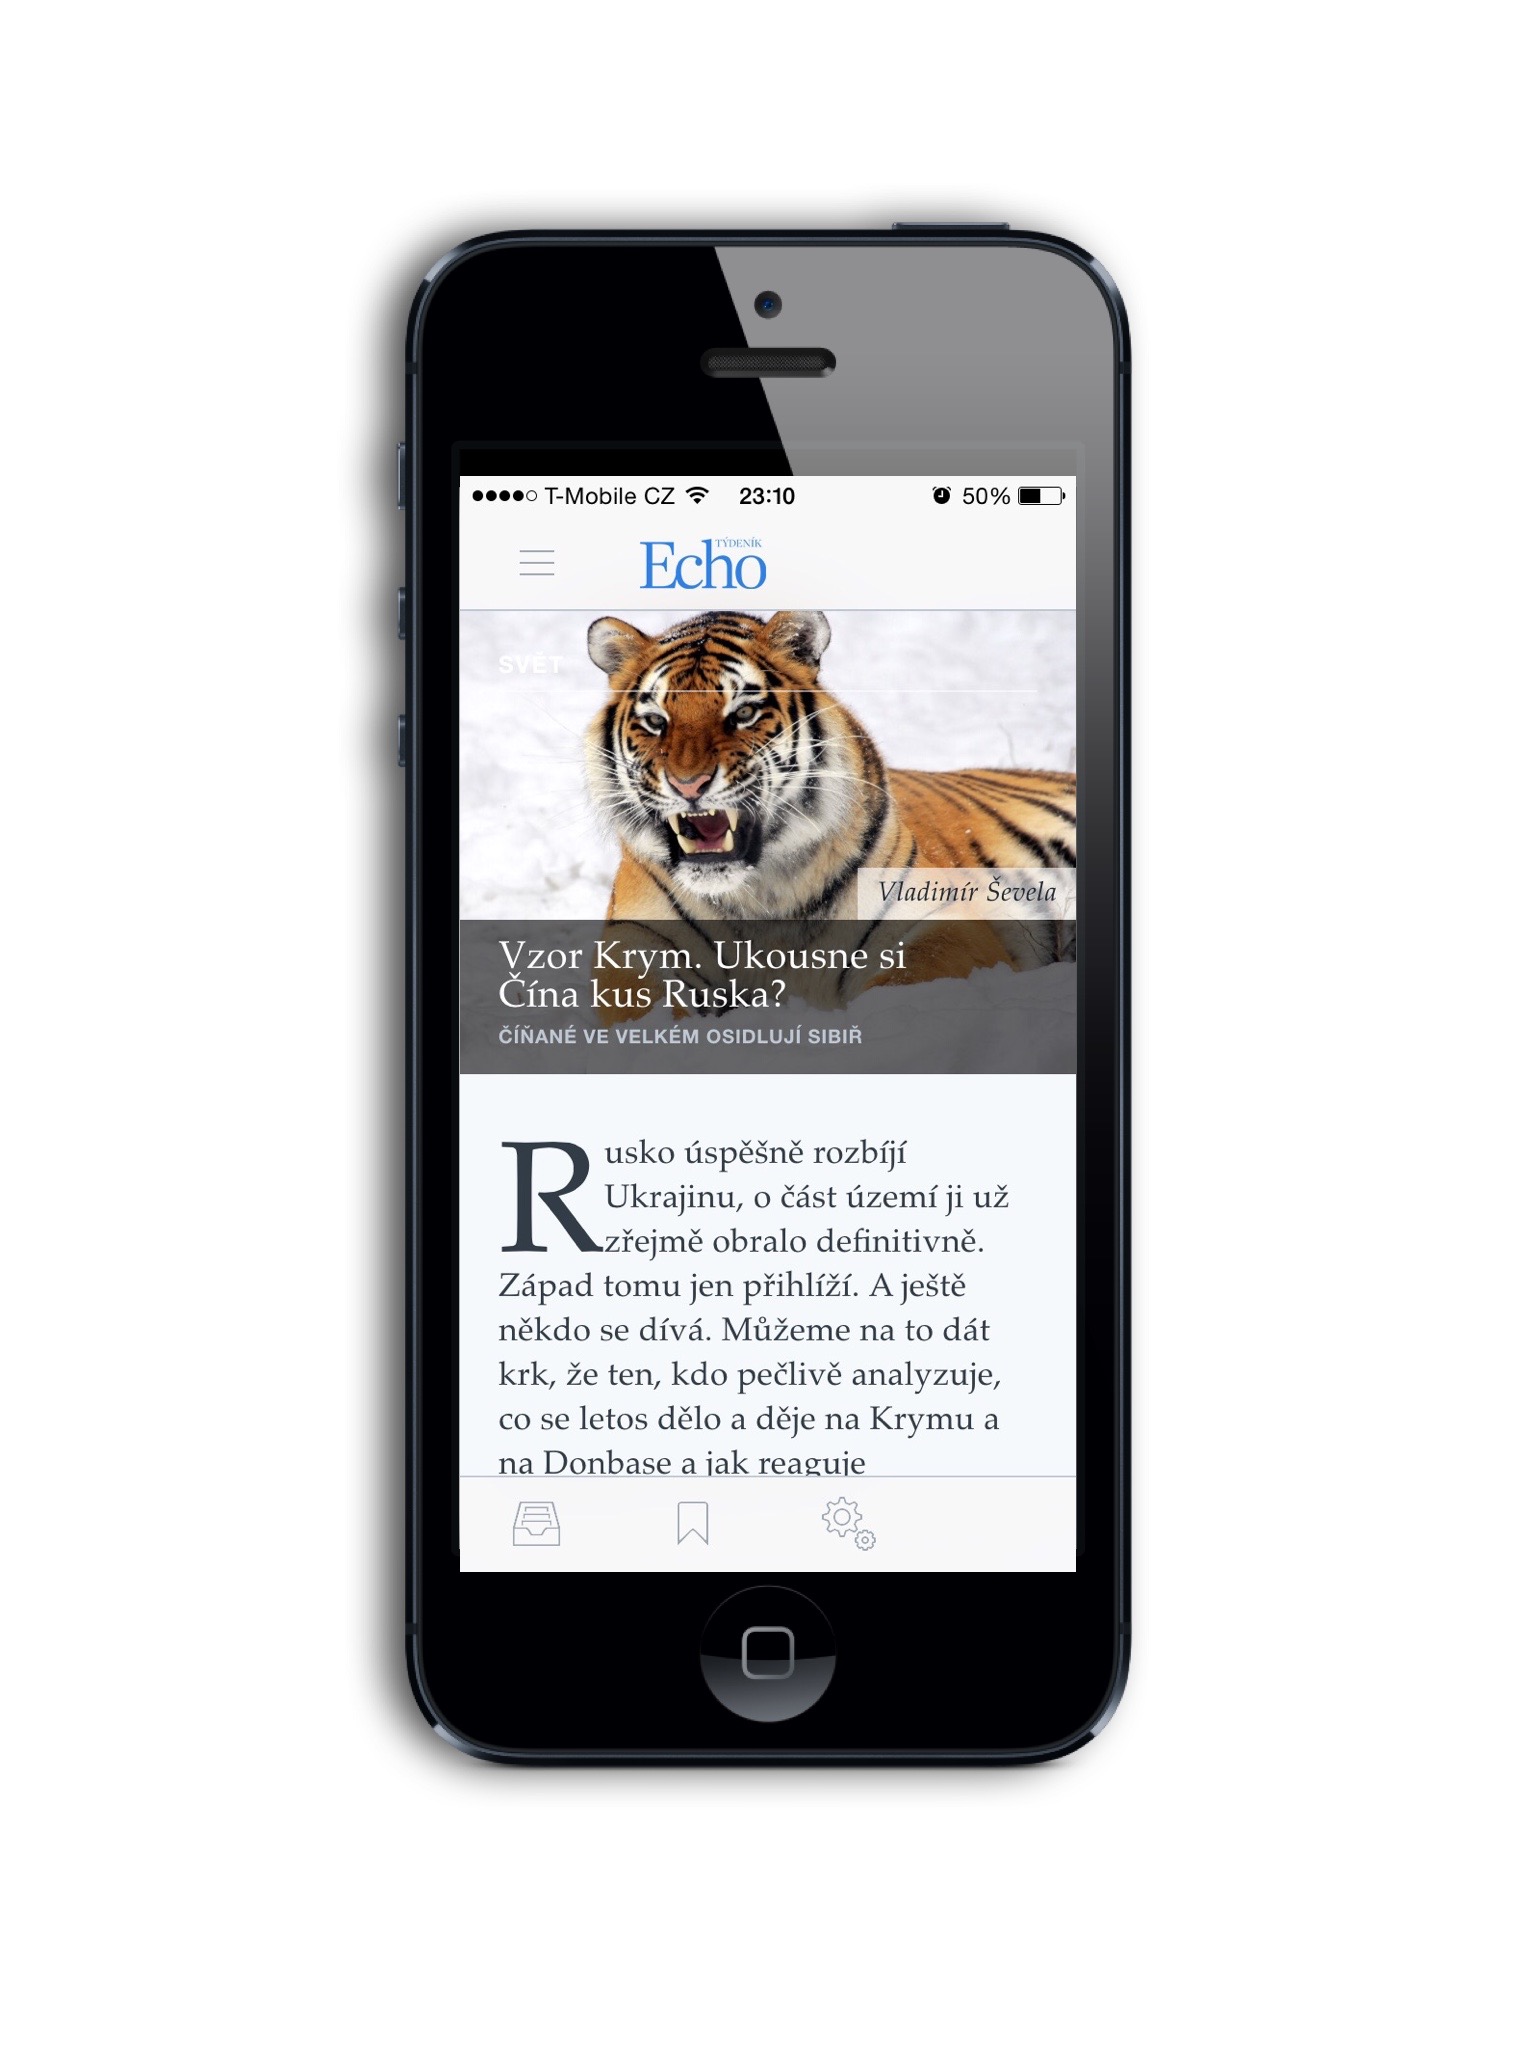 T-Mobile CZ 23:10 50%
TÝDENÍK
Echo
SVĚT
Vladimír Ševela
Vzor Krym. Ukousne si
Čína kus Ruska?
ČÍŇANÉ VE VELKÉM OSIDLUJÍ SIBIŘ
Rusko úspěšně rozbíjí
Ukrajinu, o část území ji už
zřejmě obralo definitivně.
Západ tomu jen přihlíží. A ještě
někdo se dívá. Můžeme na to dát
krk, že ten, kdo pečlivě analyzuje,
co se letos dělo a děje na Krymu a
na Donbase a jak reaguje